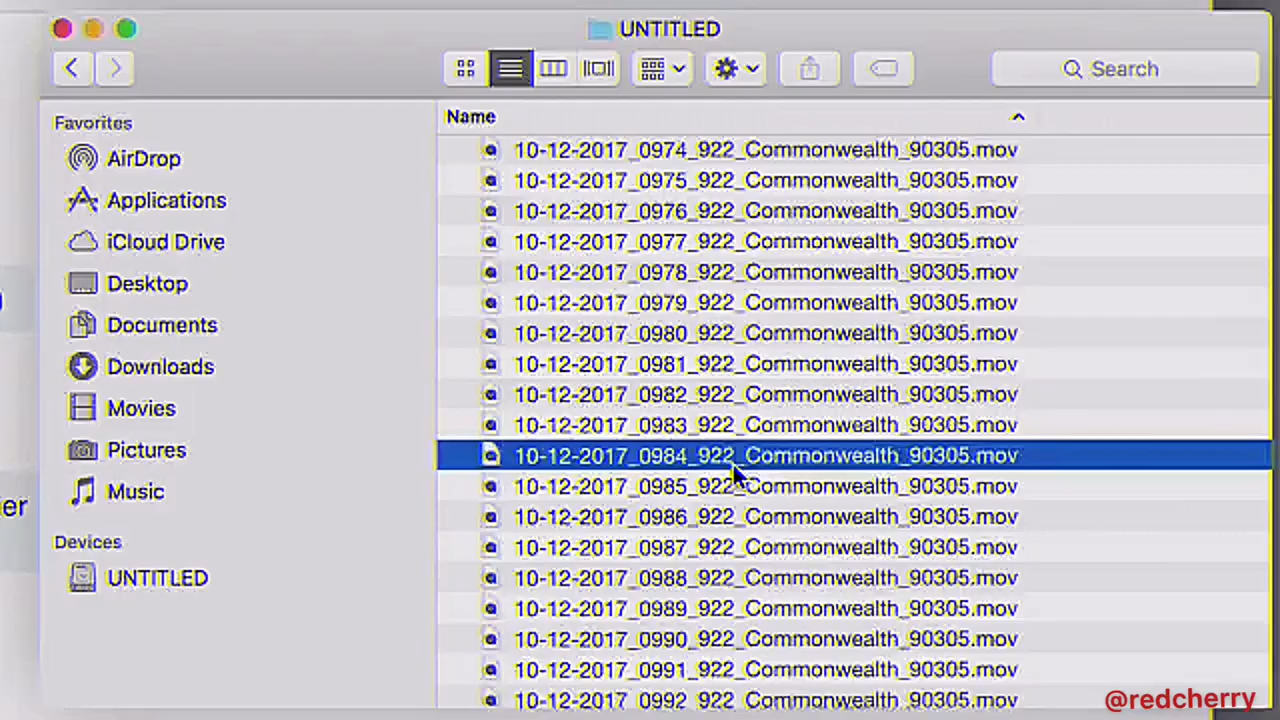 UNTITLED
Search
Favorites
AirDrop
Applications
iCloud Drive
Desktop
Documents
Downloads
Movies
Pictures
Music
Devices
UNTITLED
er
Name
10-12-2017_0974_922_Commonwealth_90305.mov
10-12-2017_0975_922_Commonwealth_90305.mov
10-12-2017_0976_922_Commonwealth_90305.mov
10-12-2017_0977_922_Commonwealth_90305.mov
10-12-2017_0978_922_Commonwealth_90305.mov
10-12-2017_0979_922_Commonwealth_90305.mov
10-12-2017_0980_922_Commonwealth_90305.mov
10-12-2017_0981_922_Commonwealth_90305.mov
10-12-2017_0982_922_Commonwealth_90305.mov
10-12-2017_0983_922_Commonwealth_90305.mov
10-12-2017_0984_922_Commonwealth_90305.mov
10-12-2017_0985_922_Commonwealth_90305.mov
10-12-2017_0986_922_Commonwealth_90305.mov
10-12-2017_0987_922_Commonwealth_90305.mov
10-12-2017_0988_922_Commonwealth_90305.mov
10-12-2017_0989_922_Commonwealth_90305.mov
10-12-2017_0990_922_Commonwealth_90305.mov
10-12-2017_0991_922_Commonwealth_90305.mov
10-12-2017_0992_922_Commonwealth_90305.mov
@redcherry